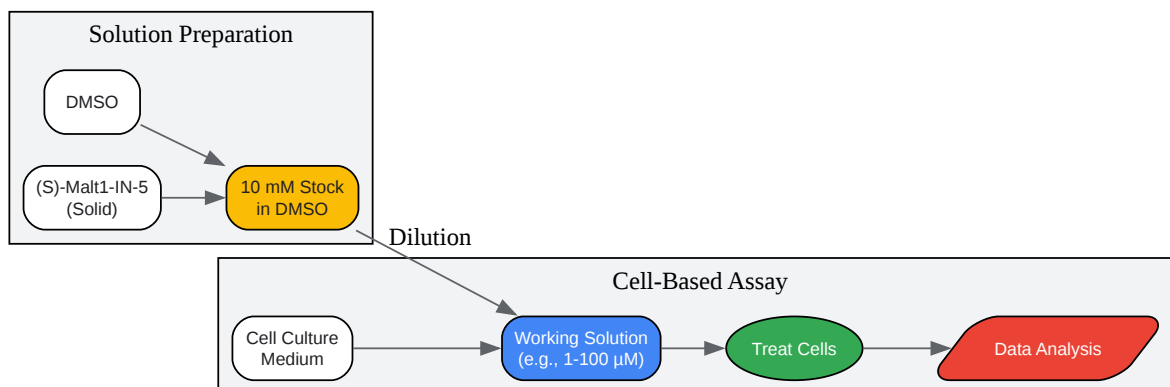 Solution Preparation
DMSO
(S)-Malt1-IN-5
(Solid)
10 mM Stock
in DMSO
Dilution
Cell-Based Assay
Cell Culture
Medium
Working Solution
(e.g., 1-100 µM)
Treat Cells
Data Analysis